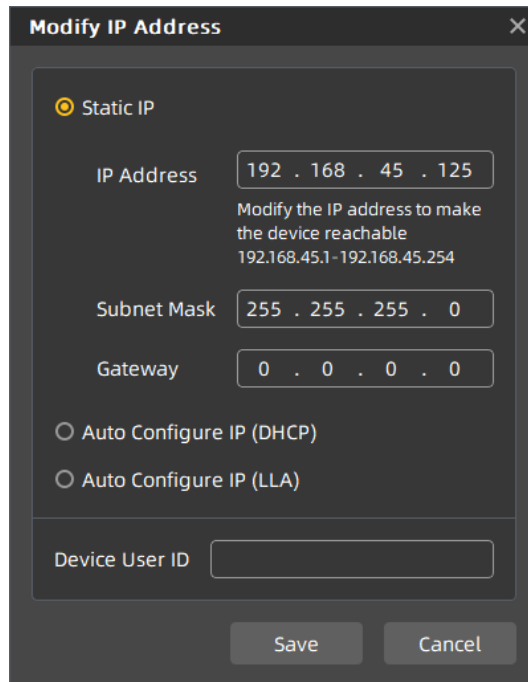 Modify IP Address
Static IP
IP Address 192 . 168 . 45 . 125
Modify the IP address to make
the device reachable
192.168.45.1-192.168.45.254
Subnet Mask 255 . 255 . 255 . 0
Gateway 0 . 0 . 0 . 0
Auto Configure IP (DHCP)
Auto Configure IP (LLA)
Device User ID
Save Cancel